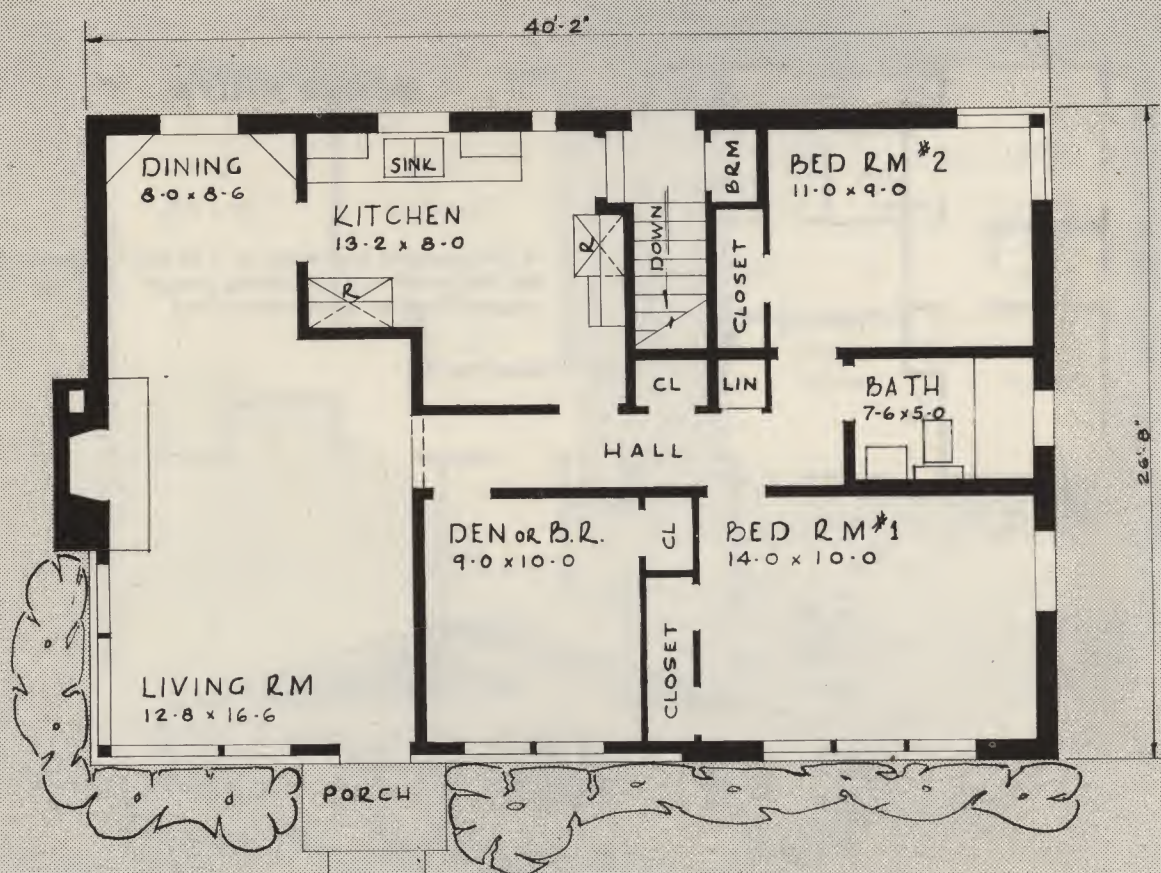 40'-2"
DINING
8-0 x 8-6
SINK
KITCHEN
13-2 x 8-0
R
R
DOWN
BRM
CLOSET
BED RM #2
11-0 x 9-0
CL
LIN
BATH
7-6 x 5-0
26'-8"
HALL
DEN OR B.R.
9-0 x 10-0
CL
BED RM #1
14-0 x 10-0
CLOSET
LIVING RM
12-8 x 16-6
PORCH